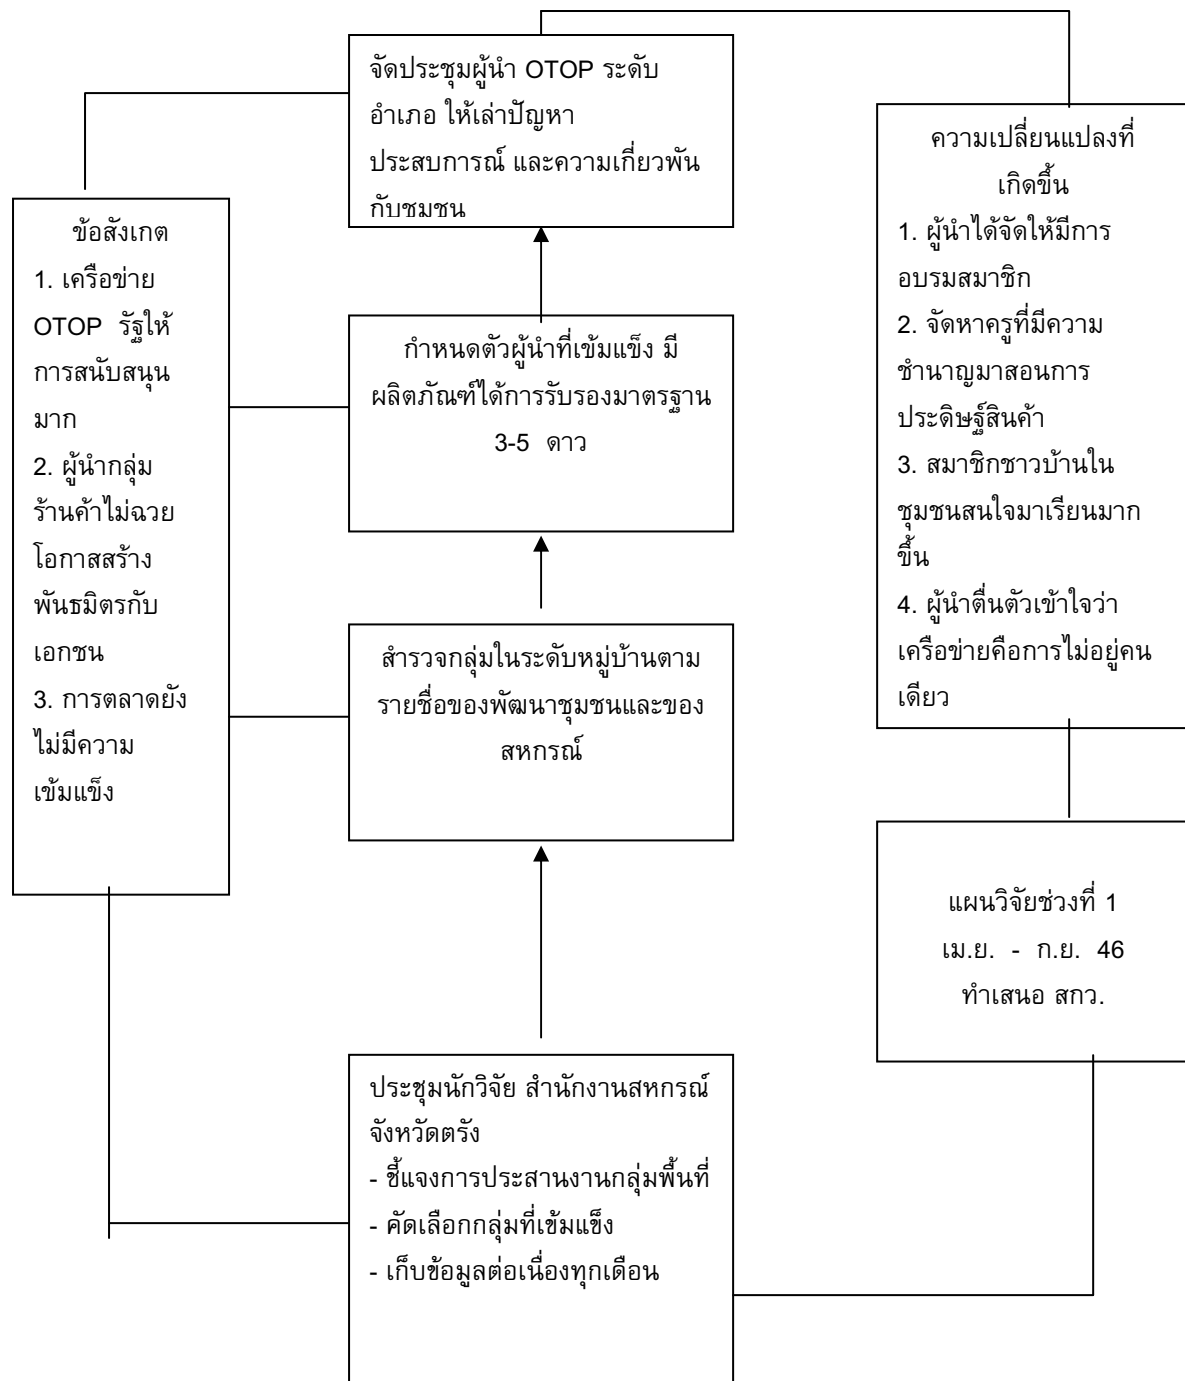 จัดประชุมผู้นำ OTOP ระดับ
อำเภอ ให้เล่าปัญหา
ประสบการณ์ และความเกี่ยวพัน
กับชุมชน
ข้อสังเกต
1. เครือข่าย
OTOP รัฐให้
การสนับสนุน
มาก
2. ผู้นำกลุ่ม
ร้านค้าไม่ฉวย
โอกาสสร้าง
พันธมิตรกับ
เอกชน
3. การตลาดยัง
ไม่มีความ
เข้มแข็ง
กำหนดตัวผู้นำที่เข้มแข็ง มี
ผลิตภัณฑ์ได้การรับรองมาตรฐาน
3-5 ดาว
สำรวจกลุ่มในระดับหมู่บ้านตาม
รายชื่อของพัฒนาชุมชนและของ
สหกรณ์
ประชุมนักวิจัย สำนักงานสหกรณ์
จังหวัดตรัง
- ชี้แจงการประสานงานกลุ่มพื้นที่
- คัดเลือกกลุ่มที่เข้มแข็ง
- เก็บข้อมูลต่อเนื่องทุกเดือน
ความเปลี่ยนแปลงที่
เกิดขึ้น
1. ผู้นำได้จัดให้มีการ
อบรมสมาชิก
2. จัดหาครูที่มีความ
ชำนาญมาสอนการ
ประดิษฐ์สินค้า
3. สมาชิกชาวบ้านใน
ชุมชนสนใจมาเรียนมาก
ขึ้น
4. ผู้นำตื่นตัวเข้าใจว่า
เครือข่ายคือการไม่อยู่คน
เดียว
แผนวิจัยช่วงที่ 1
เม.ย. - ก.ย. 46
ทำเสนอ สกว.